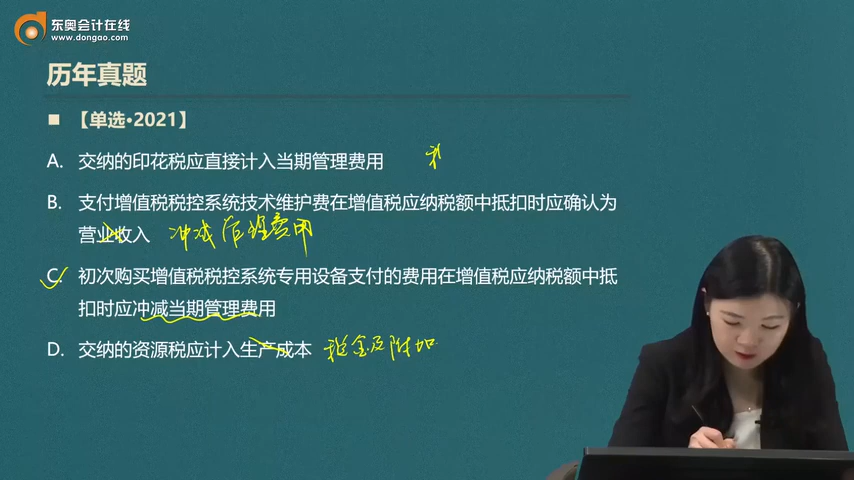 东奥会计在线
www.dongao.com
历年真题
【单选•2021】
A. 交纳的印花税应直接计入当期管理费用
B. 支付增值税税控系统技术维护费在增值税应纳税额中抵扣时应确认为
营业收入 冲减管理费用
C. 初次购买增值税税控系统专用设备支付的费用在增值税应纳税额中抵
扣时应冲减当期管理费用
D. 交纳的资源税应计入生产成本 税金及附加